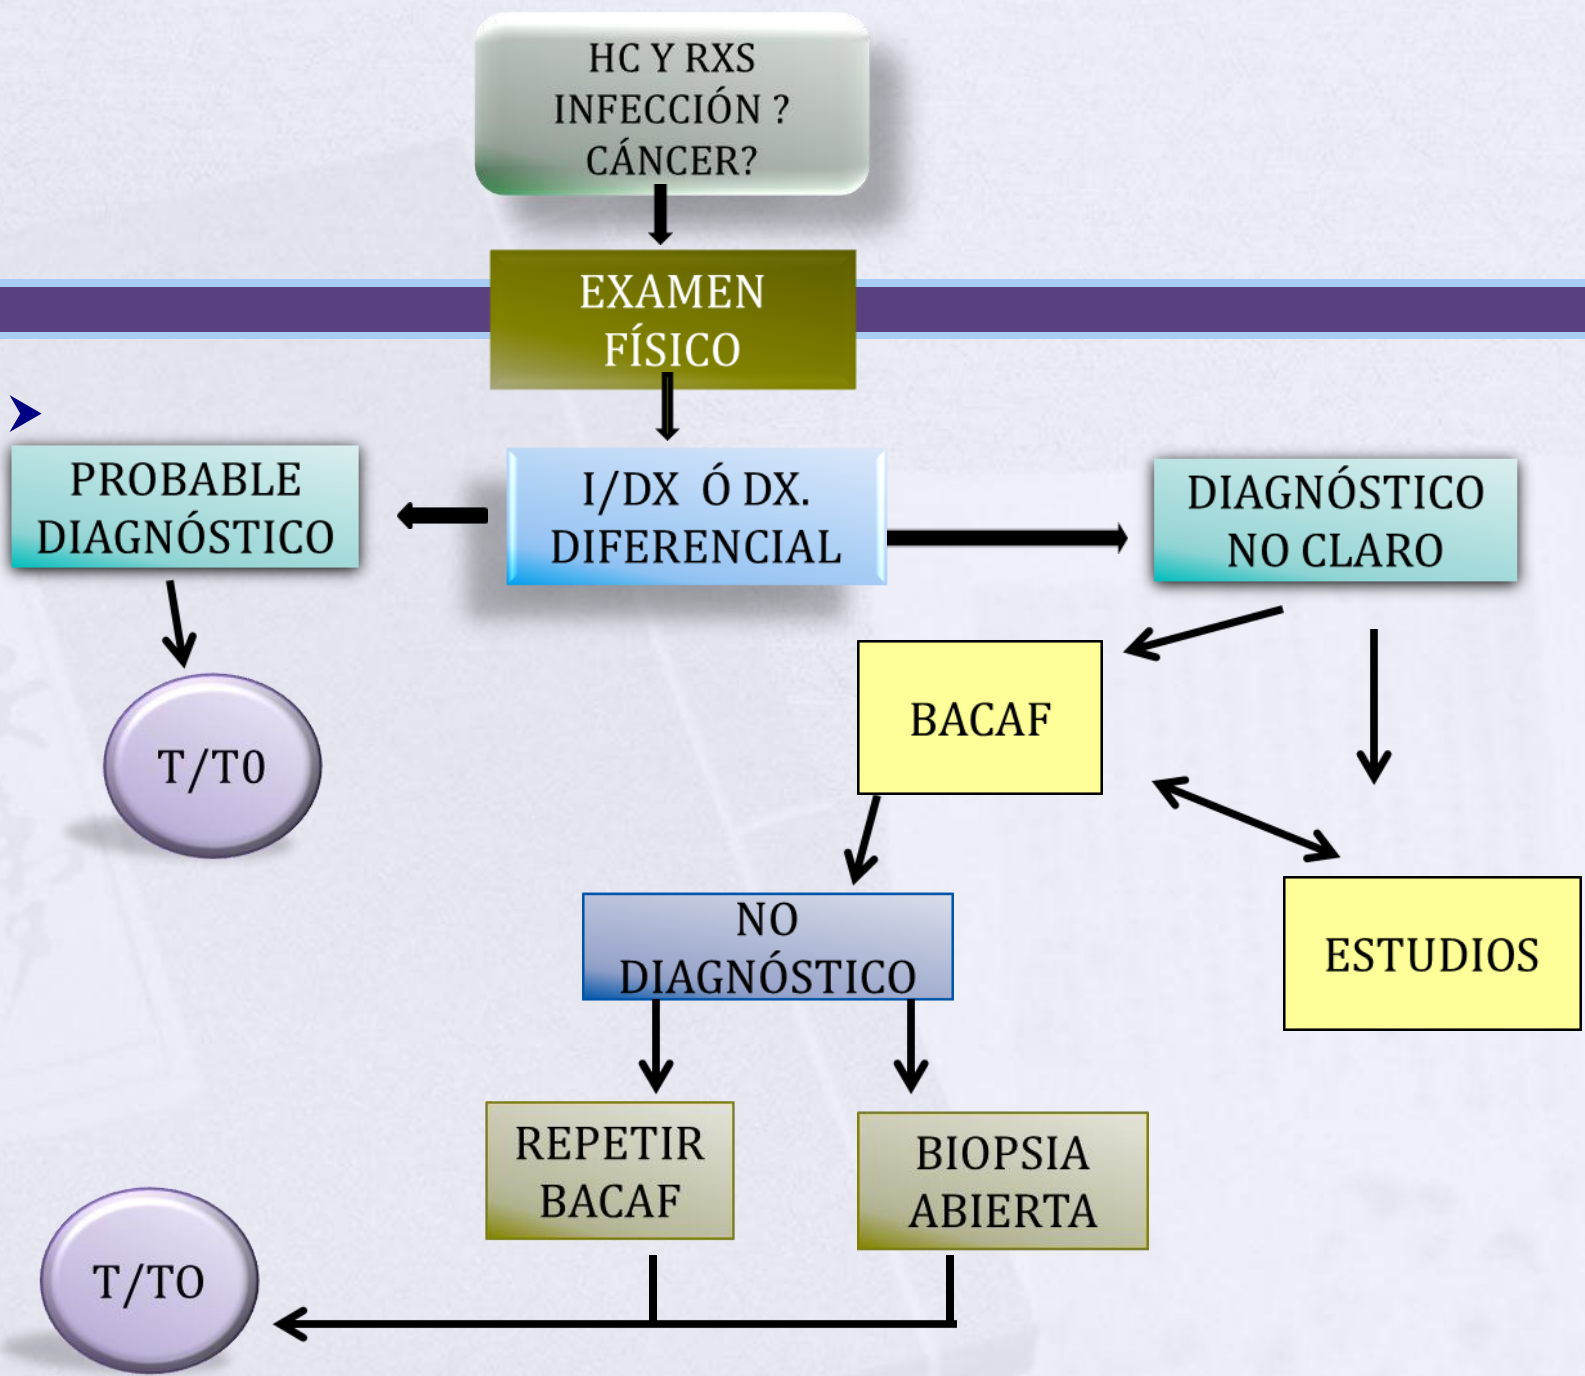 HC Y RXS
INFECCIÓN ?
CÁNCER?
EXAMEN
FÍSICO
PROBABLE
DIAGNÓSTICO
I/DX Ó DX.
DIFERENCIAL
DIAGNÓSTICO
NO CLARO
T/T0
BACAF
ESTUDIOS
NO
DIAGNÓSTICO
REPETIR
BACAF
BIOPSIA
ABIERTA
T/TO